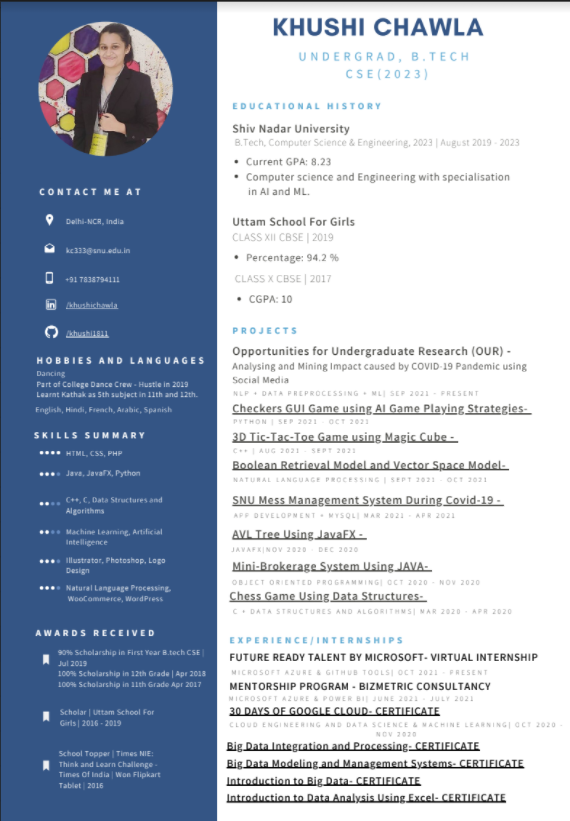 KHUSHI CHAWLA
UNDERGRAD, B.TECH
CSE(2023)
CONTACT ME AT
Delhi-NCR, India
kc333@snu.edu.in
+91 7838794111
/khushichawla
/khushi1811
HOBBIES AND LANGUAGES
Dancing
Part of College Dance Crew - Hustle in 2019
Learnt Kathak as 5th subject in 11th and 12th.
English, Hindi, French, Arabic, Spanish
SKILLS SUMMARY
HTML, CSS, PHP
Java, JavaFX, Python
C++, C, Data Structures and
Algorithms
Machine Learning, Artificial
Intelligence
Illustrator, Photoshop, Logo
Design
Natural Language Processing,
WooCommerce, WordPress
AWARDS RECEIVED
90% Scholarship in First Year B.tech CSE |
Jul 2019
100% Scholarship in 12th Grade | Apr 2018
100% Scholarship in 11th Grade Apr 2017
Scholar | Uttam School For
Girls | 2016 - 2019
School Topper | Times NIE:
Think and Learn Challenge -
Times Of India | Won Flipkart
Tablet | 2016
EDUCATIONAL HISTORY
Shiv Nadar University
B.Tech, Computer Science & Engineering, 2023 | August 2019 - 2023
• Current GPA: 8.23
• Computer science and Engineering with specialisation
in AI and ML.
Uttam School For Girls
CLASS XII CBSE | 2019
• Percentage: 94.2 %
CLASS X CBSE | 2017
• CGPA: 10
PROJECTS
Opportunities for Undergraduate Research (OUR) -
Analysing and Mining Impact caused by COVID-19 Pandemic using
Social Media
NLP + DATA PREPROCESSING + ML| SEP 2021 - PRESENT
Checkers GUI Game using AI Game Playing Strategies-
PYTHON | SEP 2021 - OCT 2021
3D Tic-Tac-Toe Game using Magic Cube -
C++ | AUG 2021 - SEPT 2021
Boolean Retrieval Model and Vector Space Model-
NATURAL LANGUAGE PROCESSING | SEPT 2021 - OCT 2021
SNU Mess Management System During Covid-19 -
APP DEVELOPMENT + MYSQL| MAR 2021 - APR 2021
AVL Tree Using JavaFX -
JAVAFX|NOV 2020 - DEC 2020
Mini-Brokerage System Using JAVA-
OBJECT ORIENTED PROGRAMMING| OCT 2020 - NOV 2020
Chess Game Using Data Structures-
C + DATA STRUCTURES AND ALGORITHMS| MAR 2020 - APR 2020
EXPERIENCE/INTERNSHIPS
FUTURE READY TALENT BY MICROSOFT- VIRTUAL INTERNSHIP
MICROSOFT AZURE & GITHUB TOOLS| OCT 2021 - PRESENT
MENTORSHIP PROGRAM - BIZMETRIC CONSULTANCY
MICROSOFT AZURE & POWER BI| JUNE 2021 - JULY 2021
30 DAYS OF GOOGLE CLOUD- CERTIFICATE
CLOUD ENGINEERING AND DATA SCIENCE & MACHINE LEARNING| OCT 2020 -
NOV 2020
Big Data Integration and Processing- CERTIFICATE
Big Data Modeling and Management Systems- CERTIFICATE
Introduction to Big Data- CERTIFICATE
Introduction to Data Analysis Using Excel- CERTIFICATE